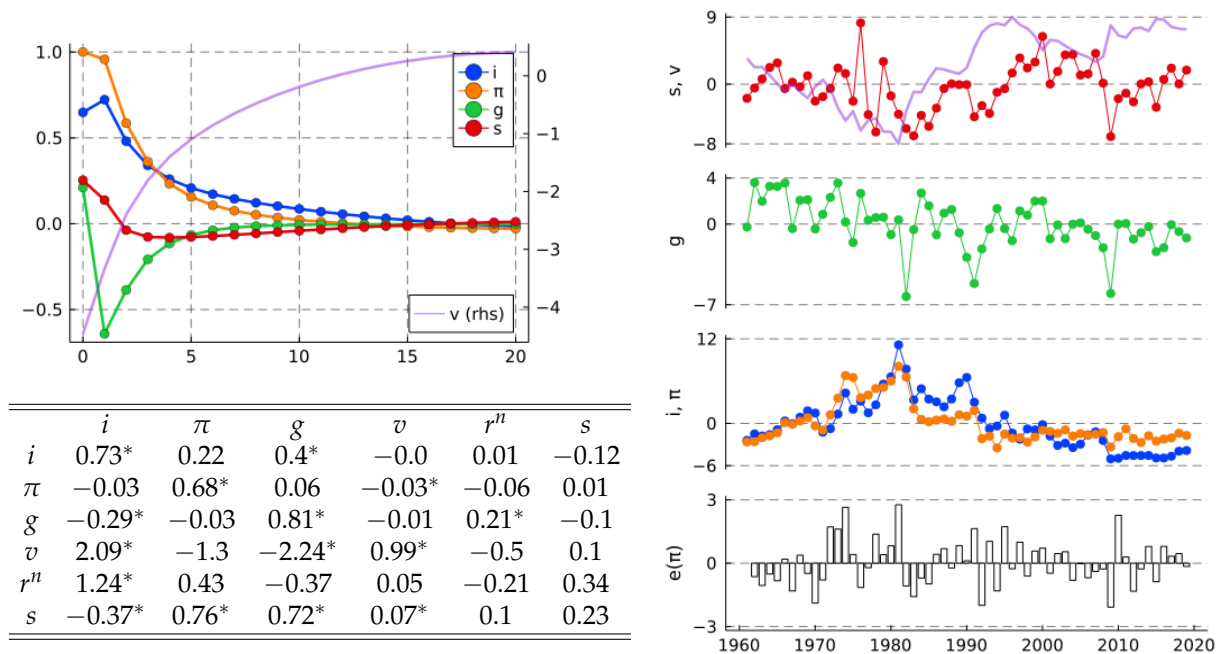 1.0
0.5
0.0
−0.5
0
−1
−2
−3
−4
i
π
g
s
v (rhs)
0 5 10 15 20
i π g v rⁿ s
i 0.73* 0.22 0.4* −0.0 0.01 −0.12
π −0.03 0.68* 0.06 −0.03* −0.06 0.01
g −0.29* −0.03 0.81* −0.01 0.21* −0.1
v 2.09* −1.3 −2.24* 0.99* −0.5 0.1
rⁿ 1.24* 0.43 −0.37 0.05 −0.21 0.34
s −0.37* 0.76* 0.72* 0.07* 0.1 0.23
s, v
9
0
−8
g
4
0
−7
i, π
12
0
−6
e(π)
3
0
−3
1960 1970 1980 1990 2000 2010 2020